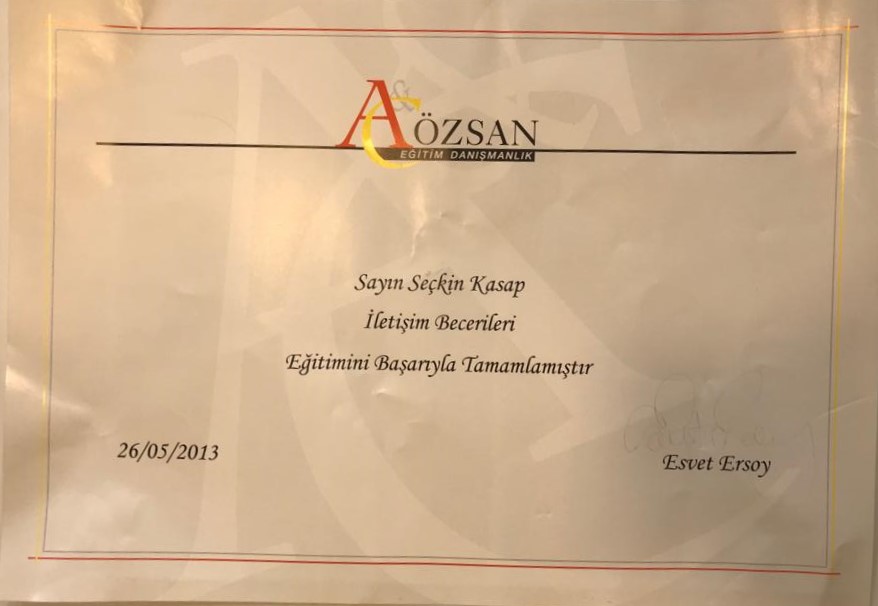 A&C ÖZSAN
EĞİTİM DANIŞMANLIK
Sayın Seçkin Kasap
İletişim Becerileri
Eğitimini Başarıyla Tamamlamıştır
26/05/2013
Esvet Ersoy